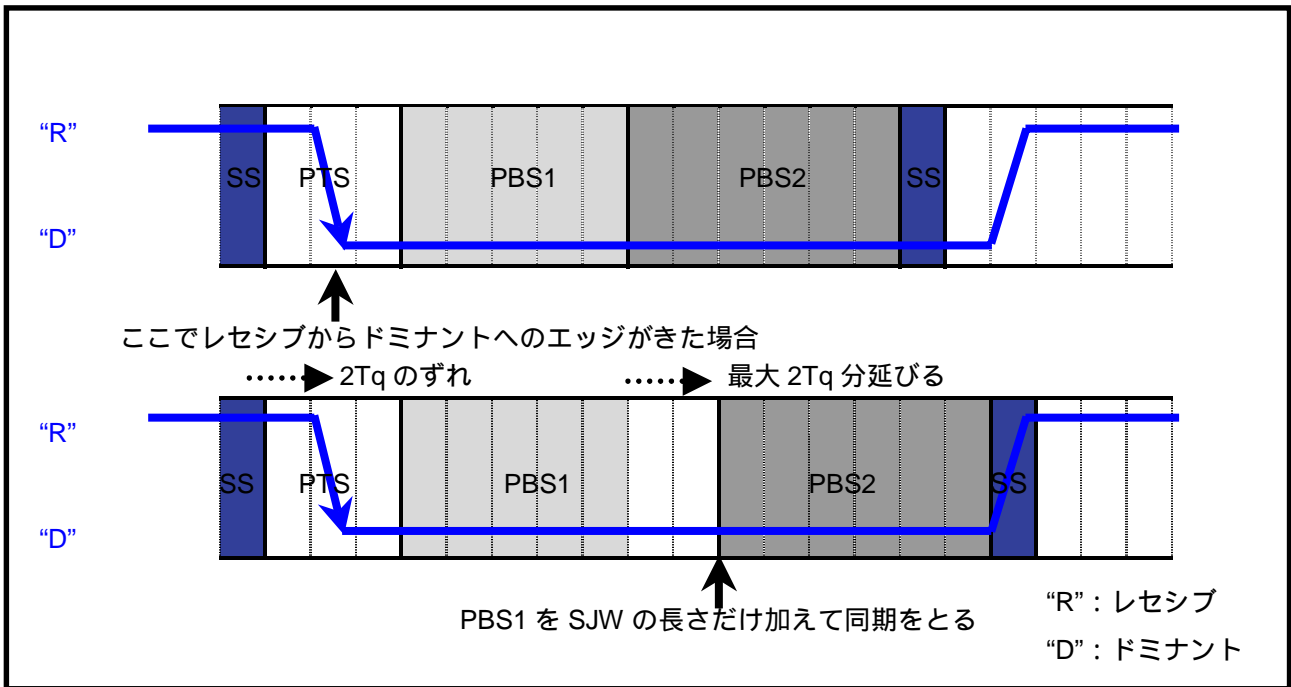 “R”
SS PTS PBS1 PBS2 SS
“D”
ここでレセシブからドミナントへのエッジがきた場合
2Tq のずれ 最大 2Tq 分延びる
“R”
SS PTS PBS1 PBS2 SS
“D”
PBS1 を SJW の長さだけ加えて同期をとる
“R”：レセシブ
“D”：ドミナント